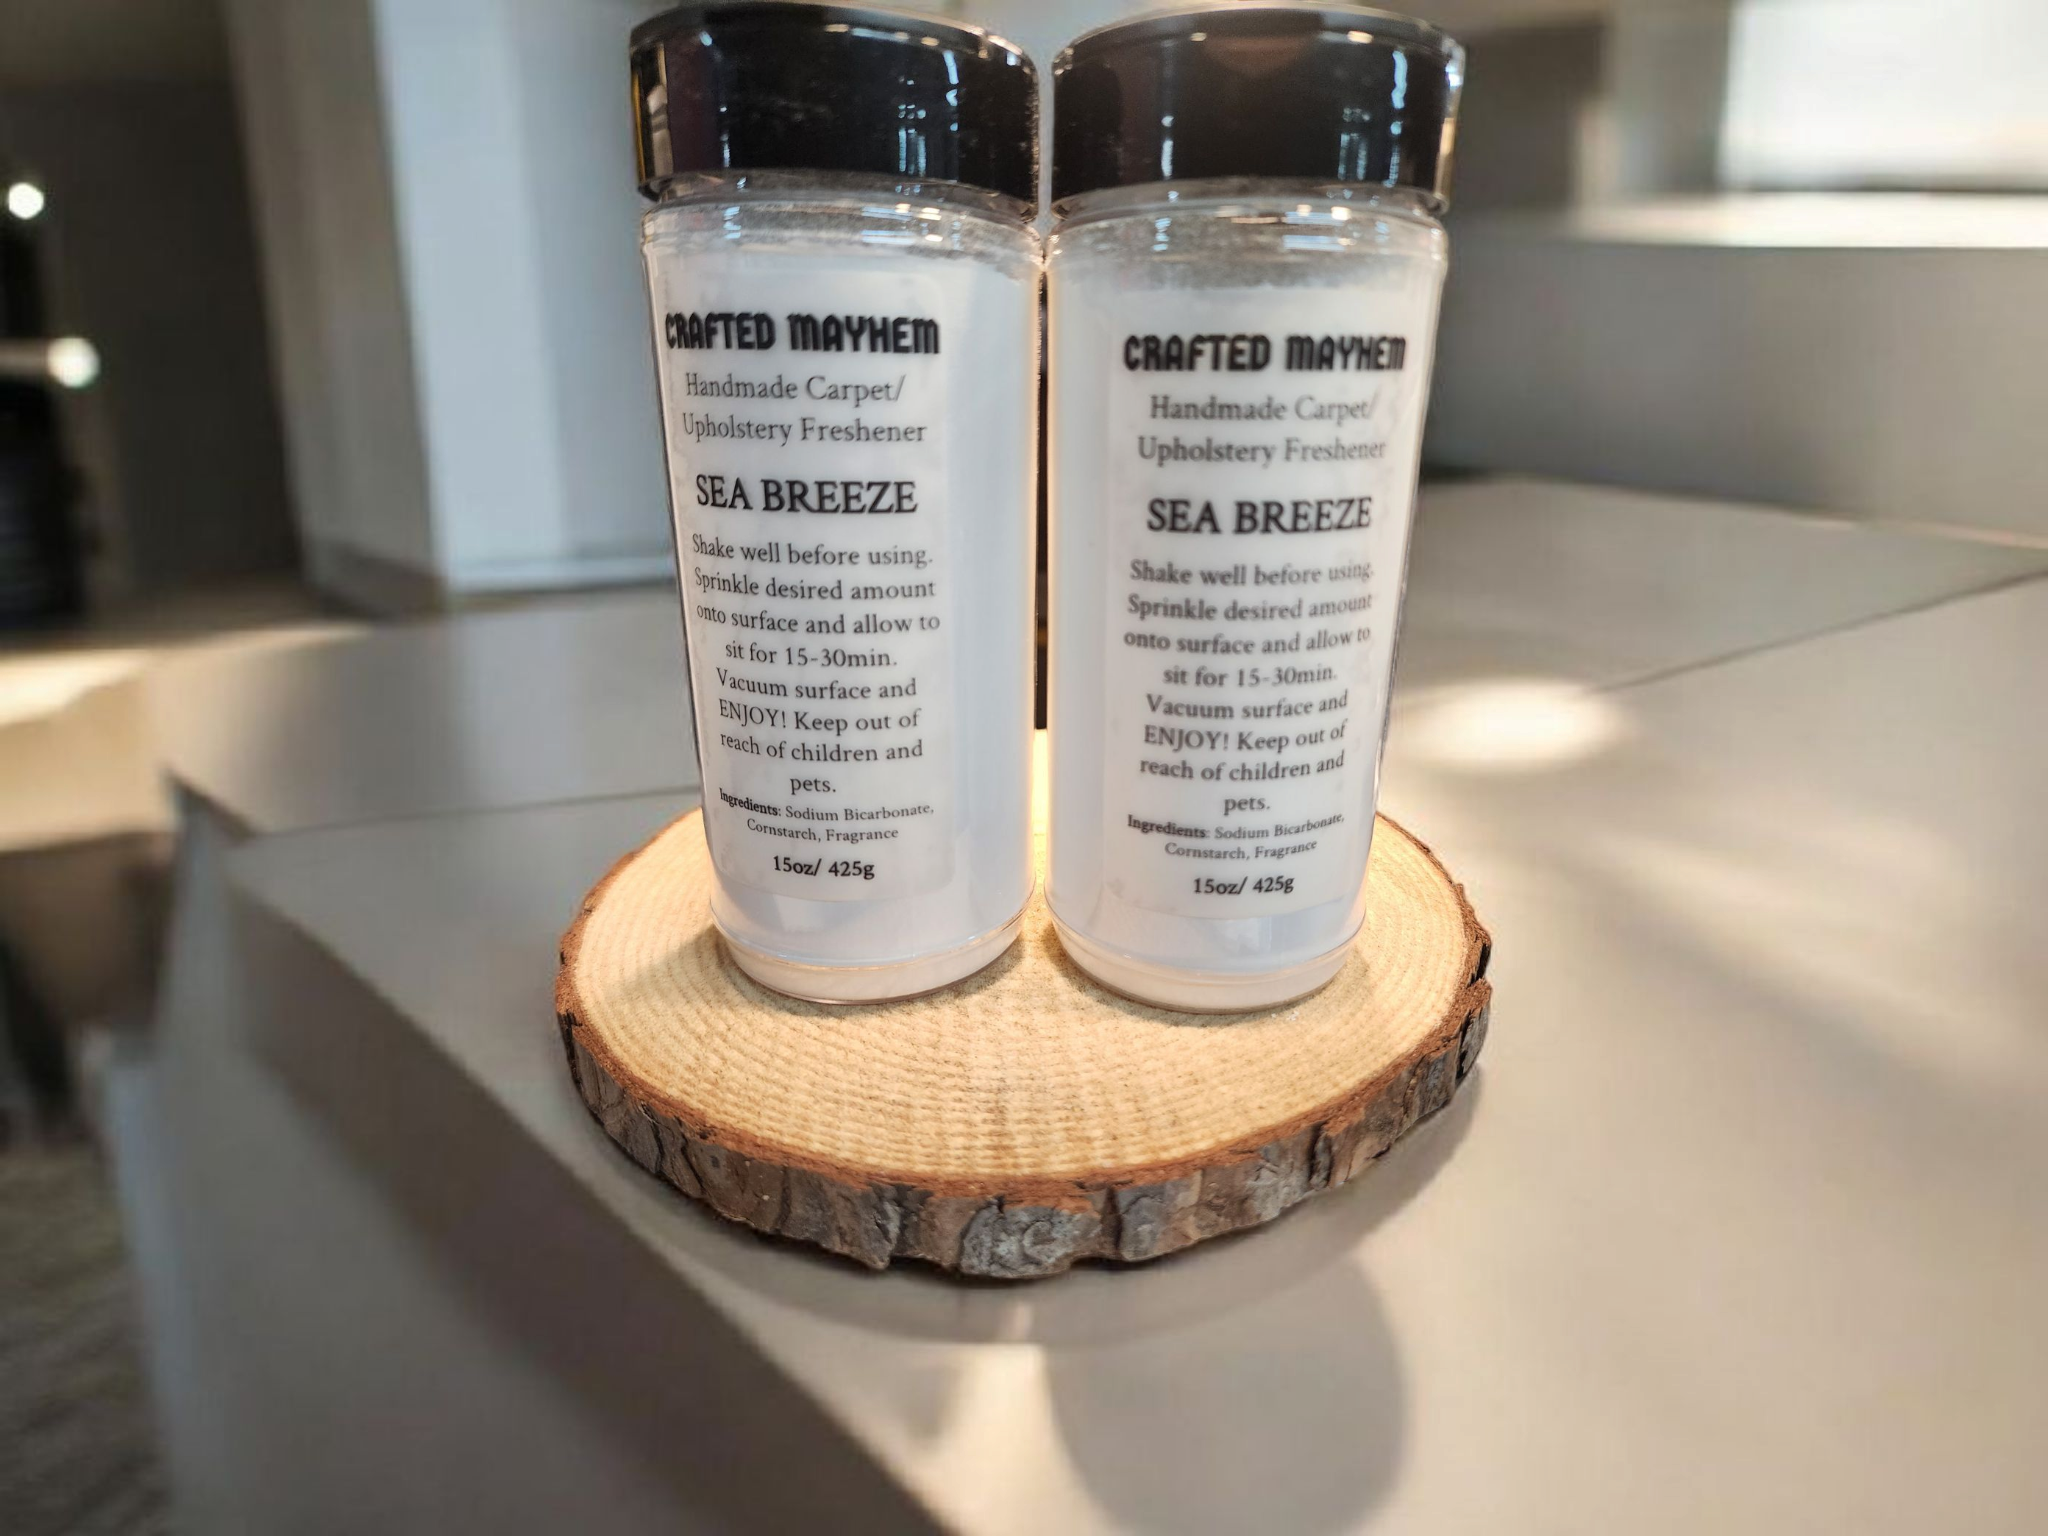 CRAFTED MAYHEM
Handmade Carpet/
Upholstery Freshener
SEA BREEZE
Shake well before using.
Sprinkle desired amount
onto surface and allow to
sit for 15-30min.
Vacuum surface and
ENJOY! Keep out of
reach of children and
pets.
Ingredients: Sodium Bicarbonate,
Cornstarch, Fragrance
15oz/ 425g
CRAFTED MAYHEM
Handmade Carpet/
Upholstery Freshener
SEA BREEZE
Shake well before using.
Sprinkle desired amount
onto surface and allow to
sit for 15-30min.
Vacuum surface and
ENJOY! Keep out of
reach of children and
pets.
Ingredients: Sodium Bicarbonate,
Cornstarch, Fragrance
15oz/ 425g